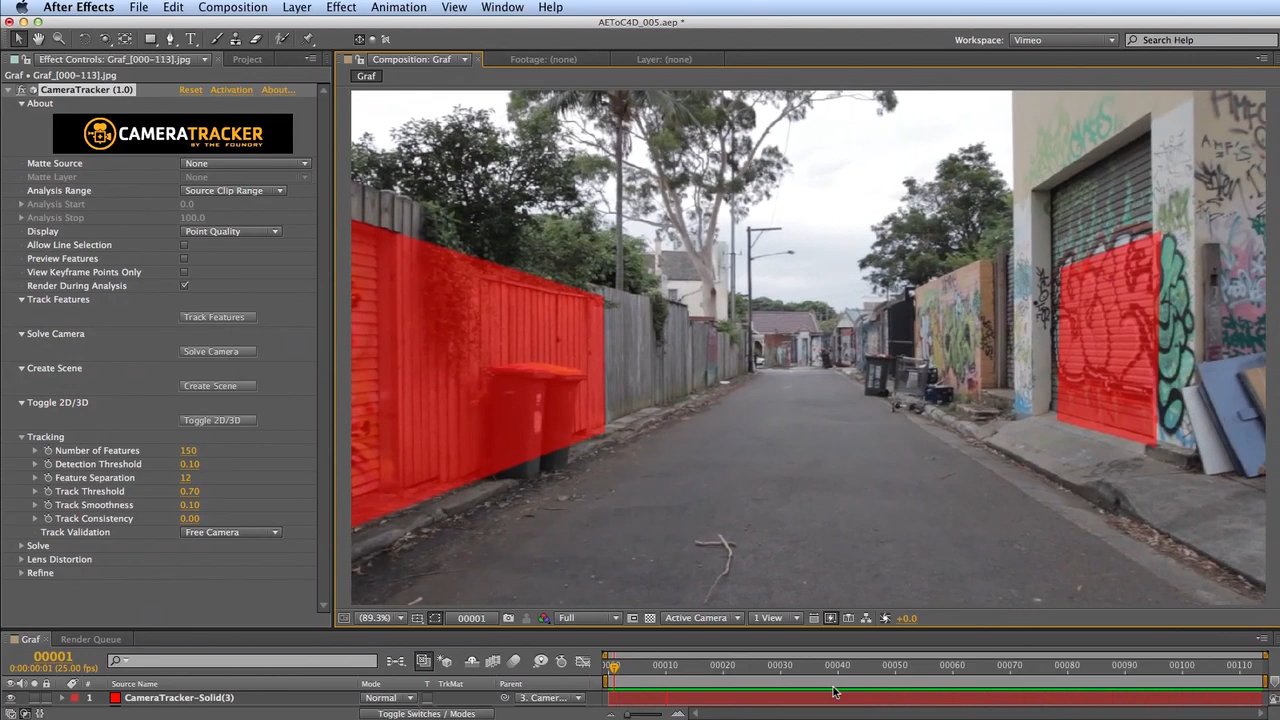 After Effects File Edit Composition Layer Effect Animation View Window Help
AEToC4D_005.aep *
Workspace: Vimeo Search Help
Effect Controls: Graf_[000-113].jpg Project Composition: Graf Footage: (none) Layer: (none)
Graf • Graf_[000-113].jpg Graf
fx CameraTracker (1.0) Reset Activation About...
About
CAMERATRACKER
BY THE FOUNDRY
Matte Source None
Matte Layer None
Analysis Range Source Clip Range
Analysis Start 0.0
Analysis Stop 100.0
Display Point Quality
Allow Line Selection
Preview Features
View Keyframe Points Only
Render During Analysis
Track Features
Track Features
Solve Camera
Solve Camera
Create Scene
Create Scene
Toggle 2D/3D
Toggle 2D/3D
Tracking
Number of Features 150
Detection Threshold 0.10
Feature Separation 12
Track Threshold 0.70
Track Smoothness 0.10
Track Consistency 0.00
Track Validation Free Camera
Solve
Lens Distortion
Refine
(89.3%) 00001 Full Active Camera 1 View +0.0
Graf Render Queue
00001
0:00:00:01 (25.00 fps)
00010 00020 00030 00040 00050 00060 00070 00080 00090 00100 00110
# Source Name Mode T TrkMat Parent
1 CameraTracker-Solid(3) Normal 3. Camer...
Toggle Switches / Modes